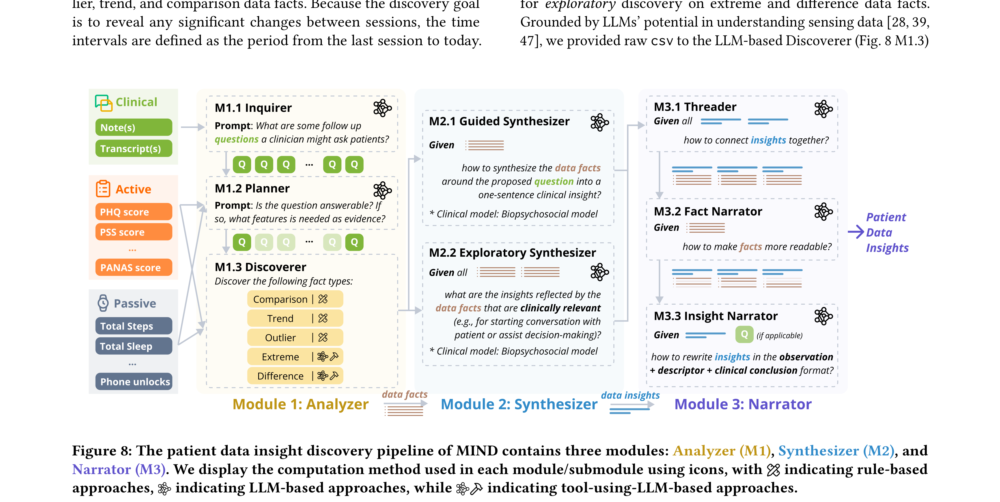 lier, trend, and comparison data facts. Because the discovery goal
is to reveal any significant changes between sessions, the time
intervals are defined as the period from the last session to today.
for exploratory discovery on extreme and difference data facts.
Grounded by LLMs' potential in understanding sensing data [28, 39,
47], we provided raw csv to the LLM-based Discoverer (Fig. 8 M1.3)
Clinical
Note(s)
Transcript(s)
Active
PHQ score
PSS score
...
PANAS score
Passive
Total Steps
Total Sleep
...
Phone unlocks
M1.1 Inquirer
Prompt: What are some follow up
questions a clinician might ask patients?
Q Q Q ... Q Q
M1.2 Planner
Prompt: Is the question answerable? If
so, what features is needed as evidence?
Q Q Q ... Q Q
M1.3 Discoverer
Discover the following fact types:
Comparison |
Trend |
Outlier |
Extreme |
Difference |
Module 1: Analyzer
data facts
M2.1 Guided Synthesizer
Given
how to synthesize the data facts
around the proposed question into a
one-sentence clinical insight?
* Clinical model: Biopsychosocial model
M2.2 Exploratory Synthesizer
Given all
what are the insights reflected by the
data facts that are clinically relevant
(e.g., for starting conversation with
patient or assist decision-making)?
* Clinical model: Biopsychosocial model
Module 2: Synthesizer
data insights
M3.1 Threader
Given all
how to connect insights together?
M3.2 Fact Narrator
Given
how to make facts more readable?
M3.3 Insight Narrator
Given Q (if applicable)
how to rewrite insights in the observation
+ descriptor + clinical conclusion format?
Module 3: Narrator
Patient
Data
Insights
Figure 8: The patient data insight discovery pipeline of MIND contains three modules: Analyzer (M1), Synthesizer (M2), and
Narrator (M3). We display the computation method used in each module/submodule using icons, with indicating rule-based
approaches, indicating LLM-based approaches, while indicating tool-using-LLM-based approaches.